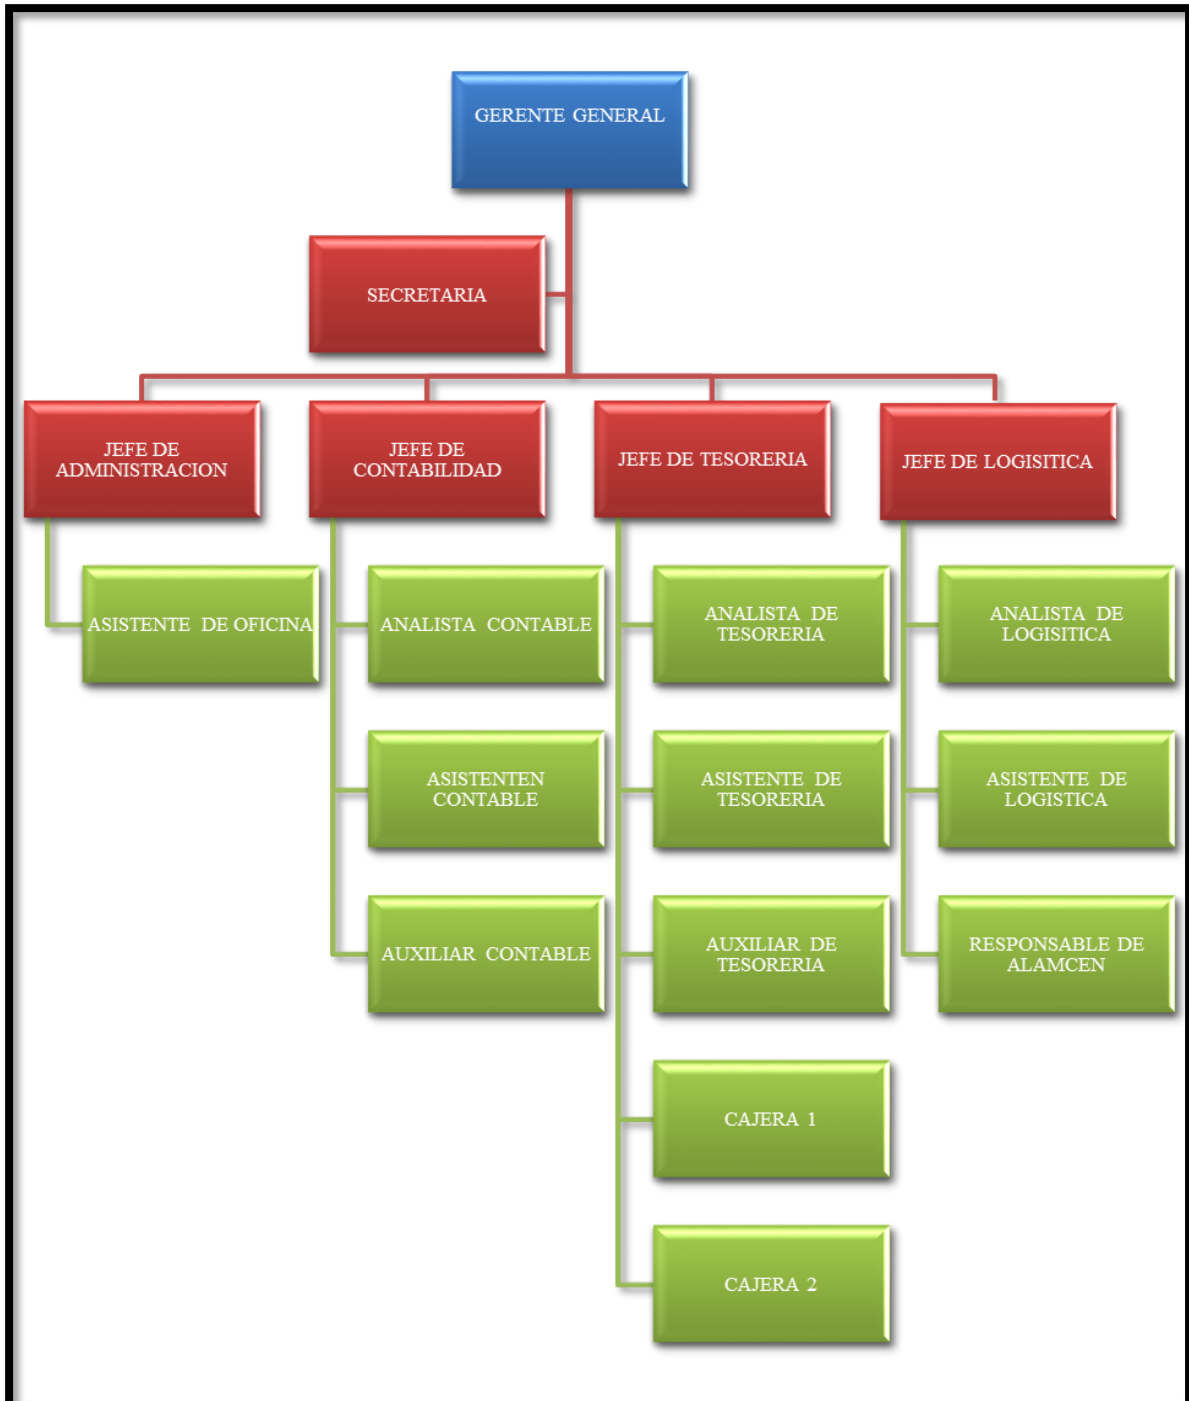 GERENTE GENERAL
SECRETARIA
JEFE DE
ADMINISTRACION
JEFE DE
CONTABILIDAD
JEFE DE TESORERIA
JEFE DE LOGISITICA
ASISTENTE DE OFICINA
ANALISTA CONTABLE
ANALISTA DE
TESORERIA
ANALISTA DE
LOGISITICA
ASISTENTEN
CONTABLE
ASISTENTE DE
TESORERIA
ASISTENTE DE
LOGISTICA
AUXILIAR CONTABLE
AUXILIAR DE
TESORERIA
RESPONSABLE DE
ALAMCEN
CAJERA 1
CAJERA 2